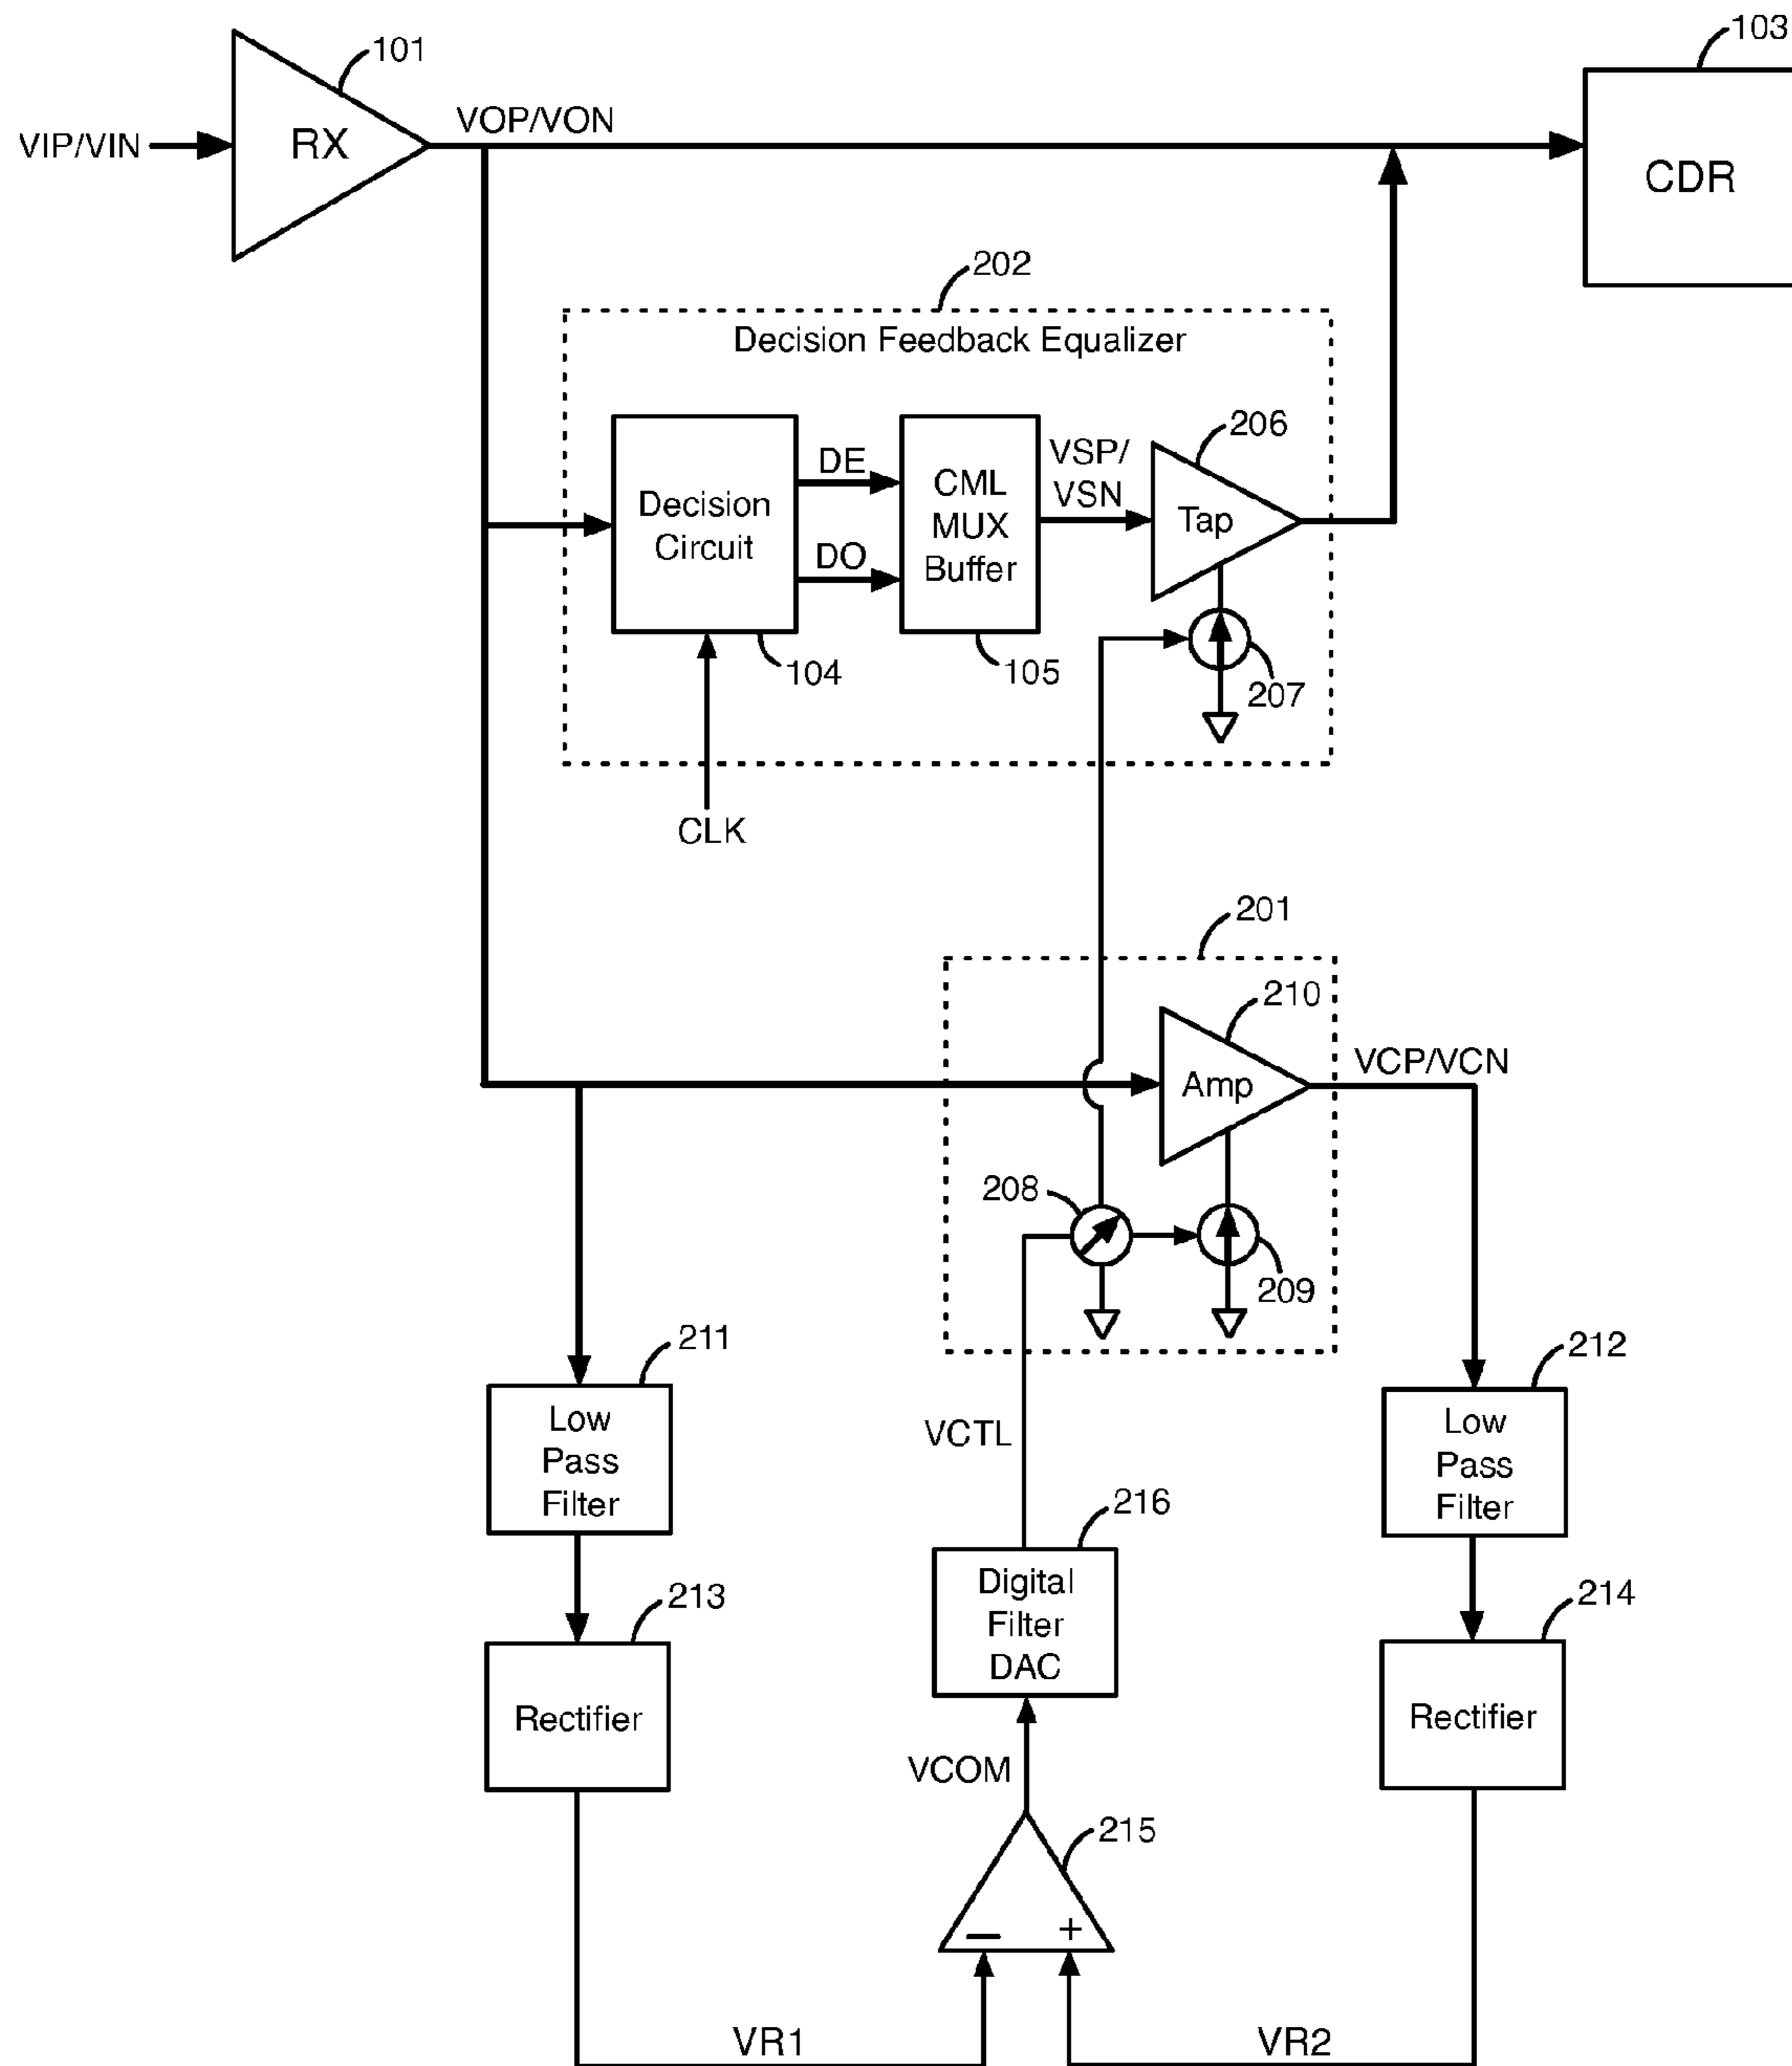 103
101
VOP/VON
VIP/VIN
RX
CDR
202
Decision Feedback Equalizer
206
DE
VSP/
VSN
CML
MUX
Buffer
Decision
Circuit
Tap
DO
104
105
207
CLK
201
210
VCP/VCN
Amp
208
209
211
212
Low
Pass
Filter
VCTL
Low
Pass
Filter
216
213
Digital
Filter
DAC
214
Rectifier
Rectifier
VCOM
215
− +
VR1
VR2